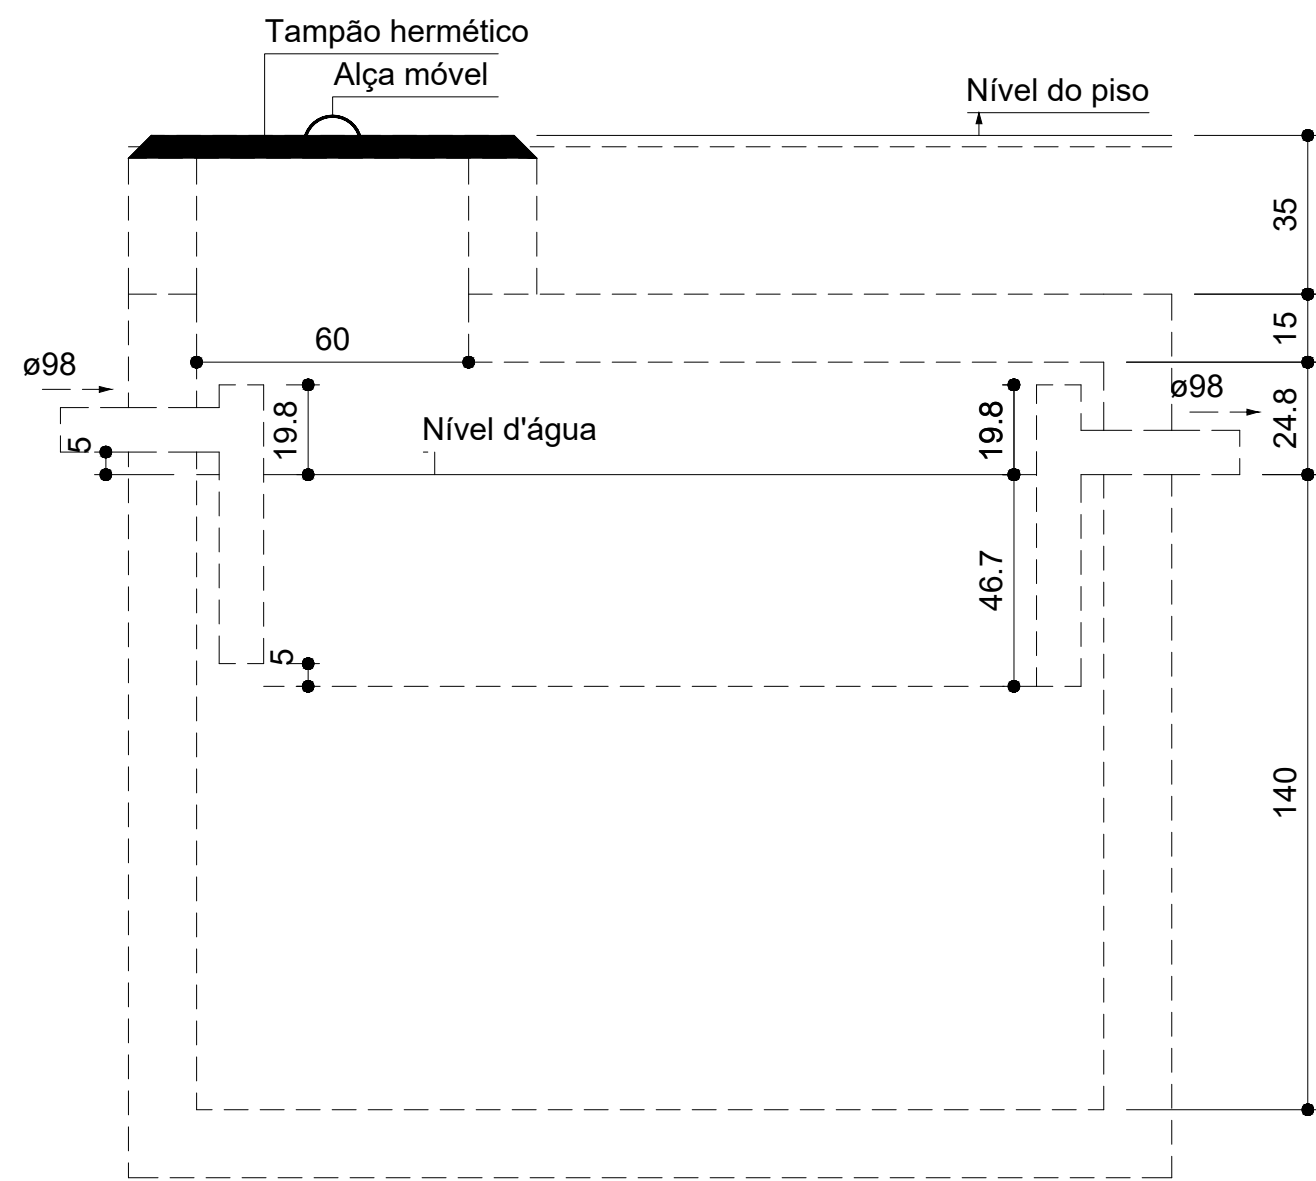 Tampão hermético
Alça móvel
Nível do piso
35
15
60
ø98
ø98
5
19.8
Nível d'água
19.8
24.8
46.7
5
140